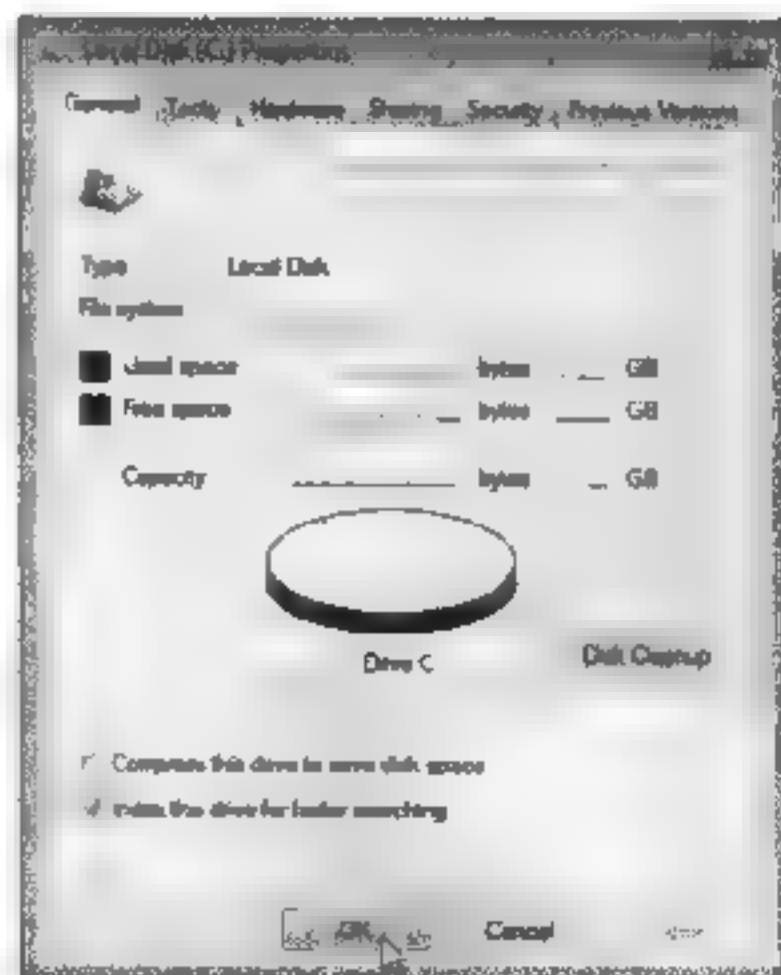 Local Disk (C:) Properties
General Tools Hardware Sharing Security Previous Versions
Type Local Disk
File system
Used space bytes GB
Free space bytes GB
Capacity bytes GB
Drive C
Disk Cleanup
Compress this drive to save disk space
Index this drive for faster searching
OK Cancel